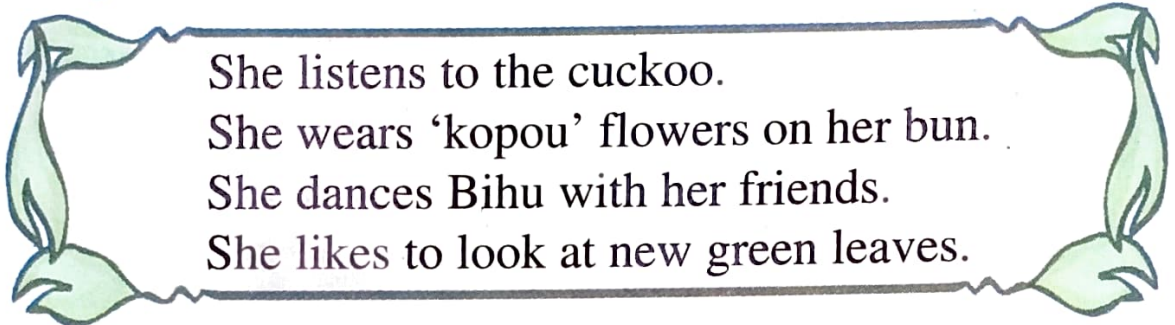 She listens to the cuckoo.
She wears ‘kopou’ flowers on her bun.
She dances Bihu with her friends.
She likes to look at new green leaves.